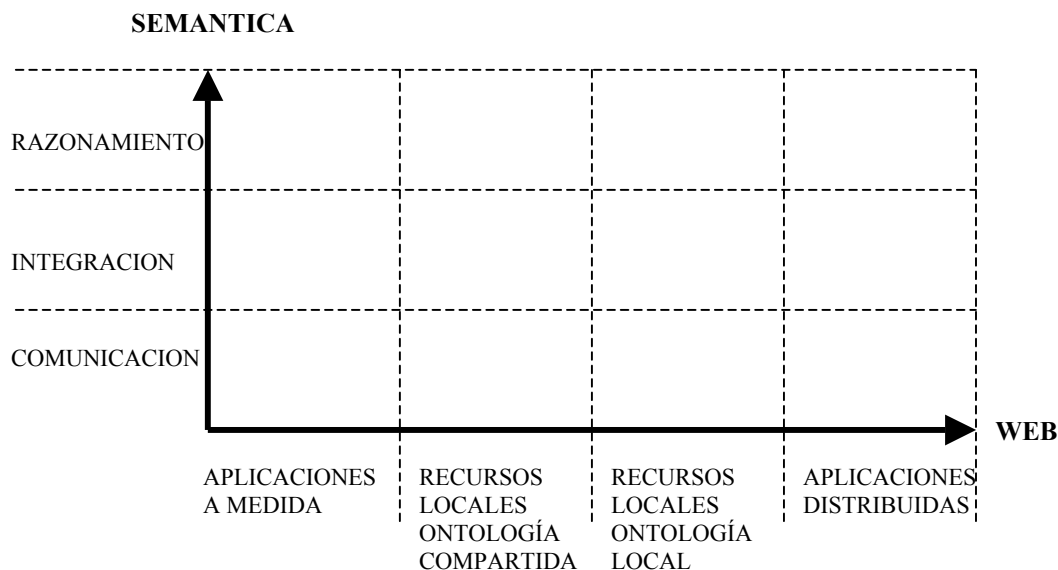 SEMANTICA
RAZONAMIENTO
INTEGRACION
COMUNICACION
WEB
APLICACIONES
A MEDIDA
RECURSOS
LOCALES
ONTOLOGÍA
COMPARTIDA
RECURSOS
LOCALES
ONTOLOGÍA
LOCAL
APLICACIONES
DISTRIBUIDAS